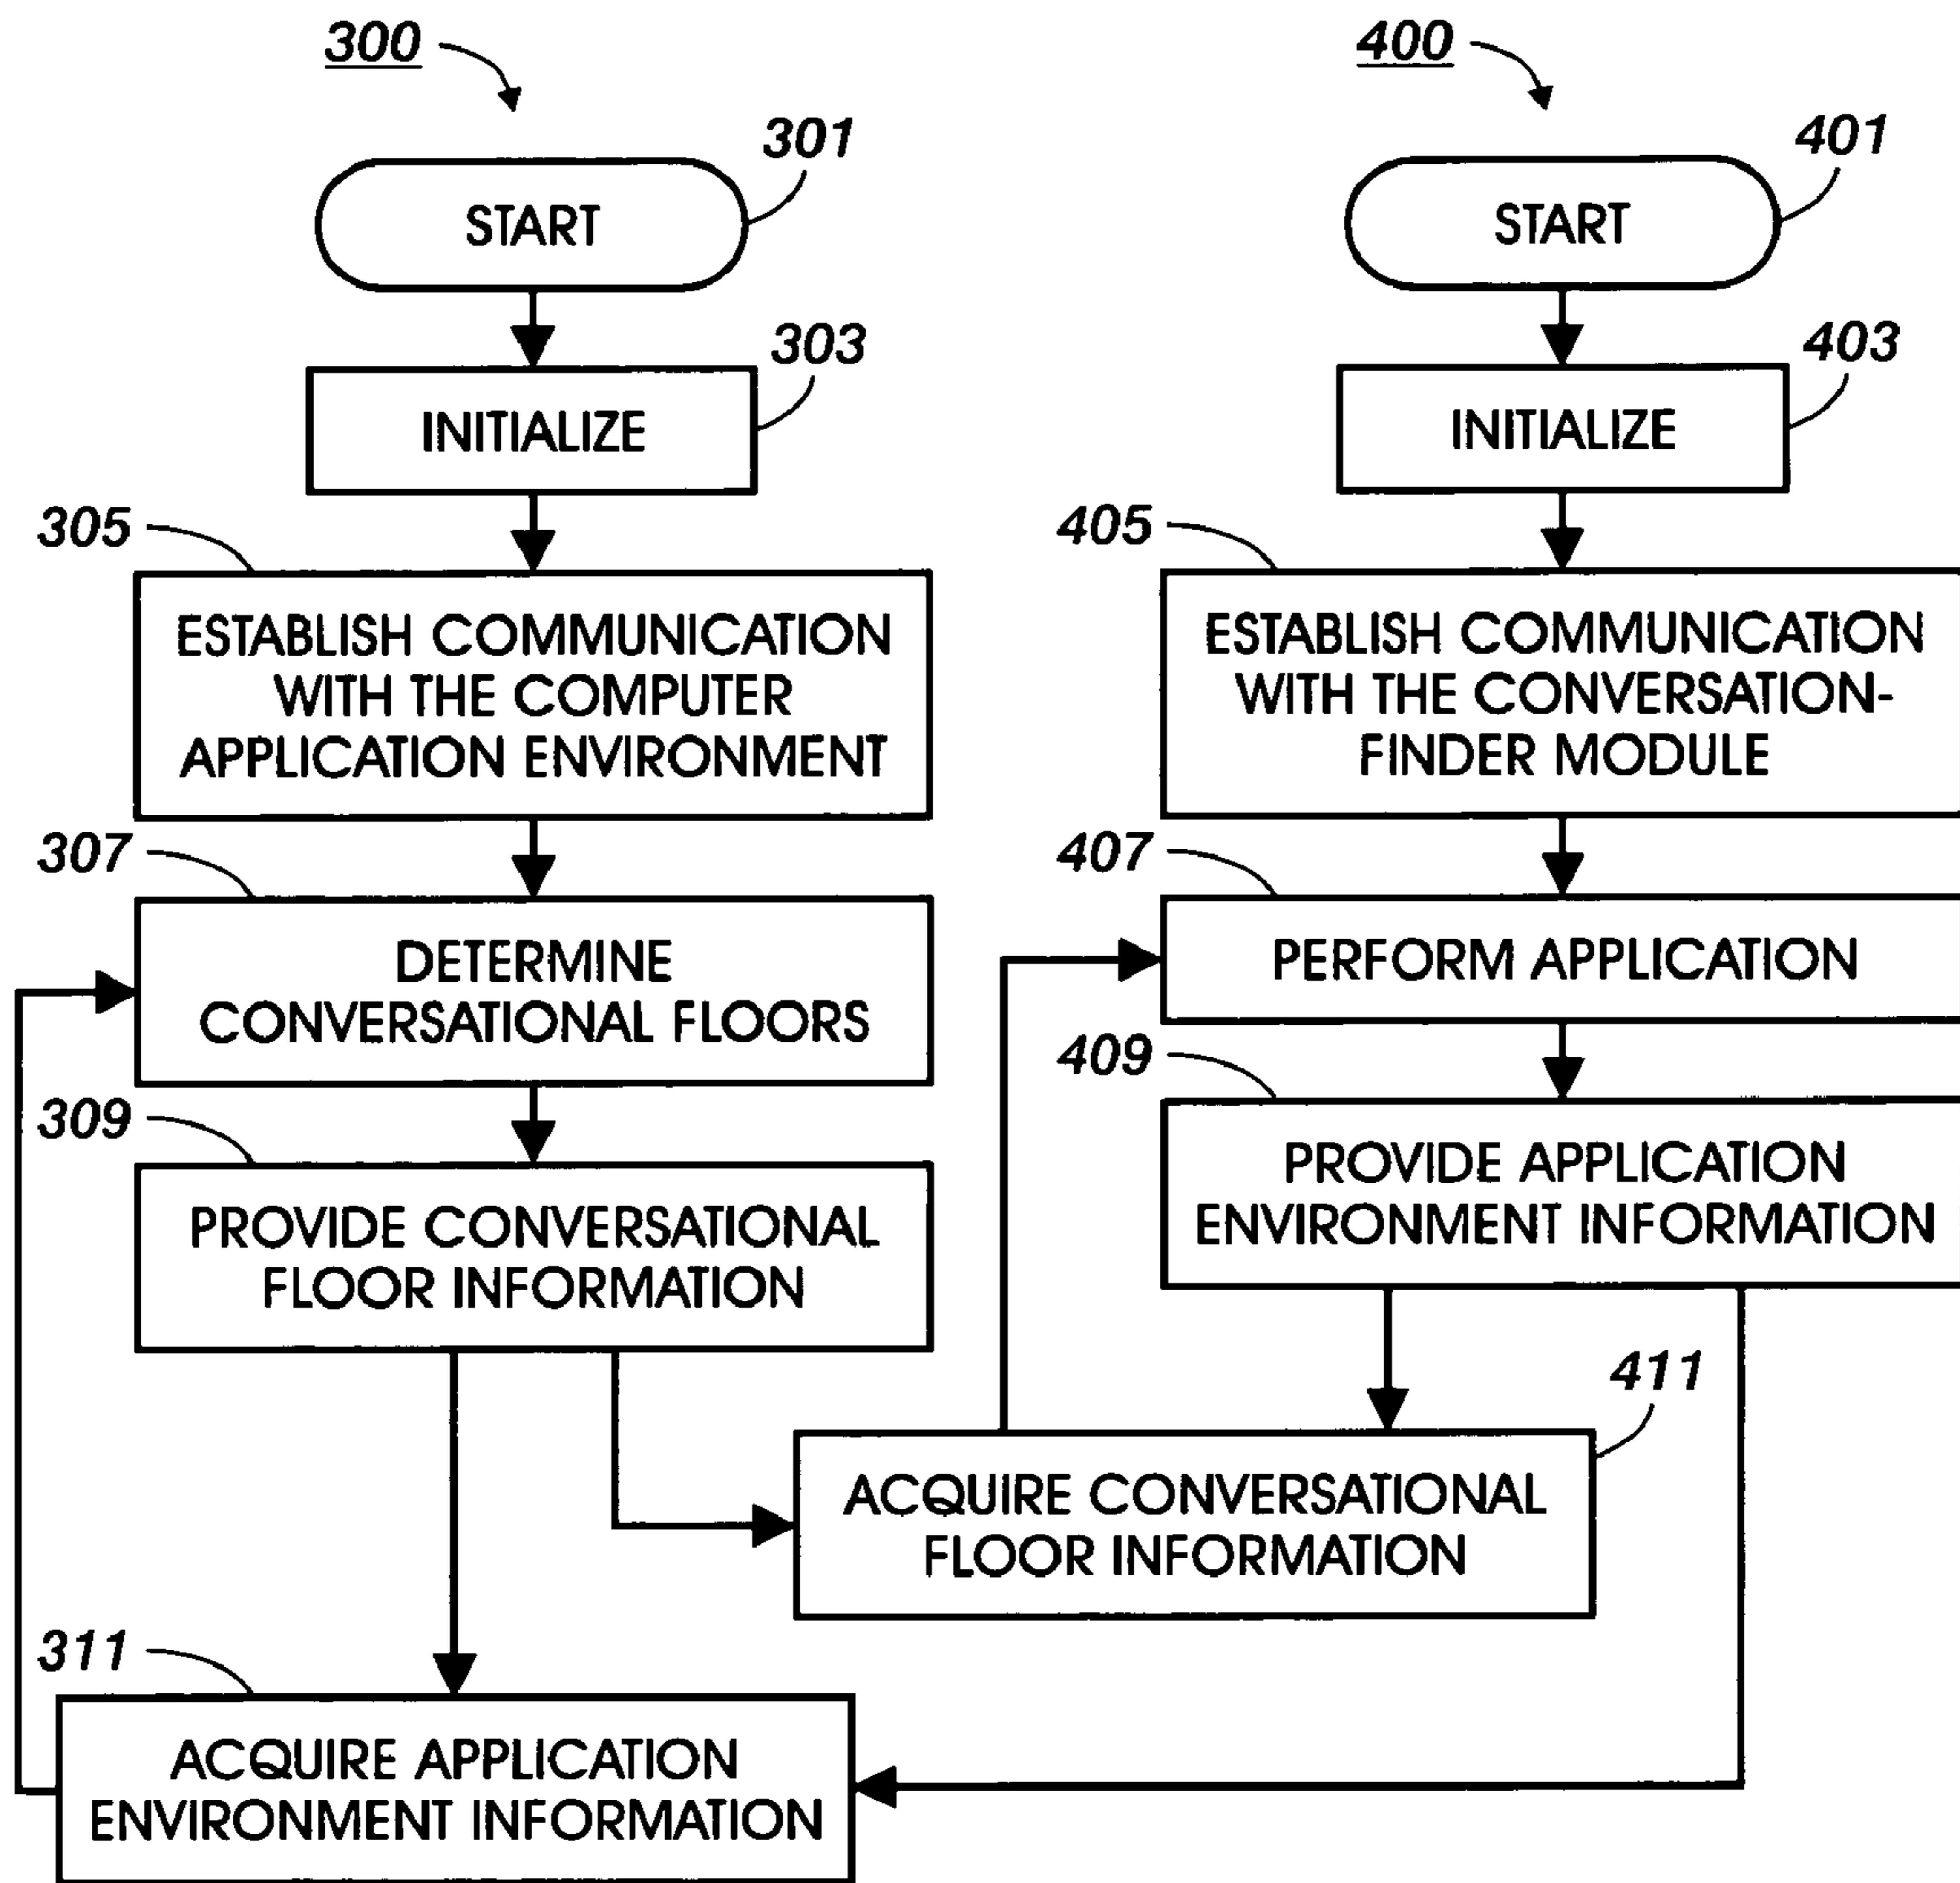 300
301
START
303
INITIALIZE
305
ESTABLISH COMMUNICATION
WITH THE COMPUTER
APPLICATION ENVIRONMENT
307
DETERMINE
CONVERSATIONAL FLOORS
309
PROVIDE CONVERSATIONAL
FLOOR INFORMATION
311
ACQUIRE APPLICATION
ENVIRONMENT INFORMATION
400
401
START
403
INITIALIZE
405
ESTABLISH COMMUNICATION
WITH THE CONVERSATION-
FINDER MODULE
407
PERFORM APPLICATION
409
PROVIDE APPLICATION
ENVIRONMENT INFORMATION
411
ACQUIRE CONVERSATIONAL
FLOOR INFORMATION